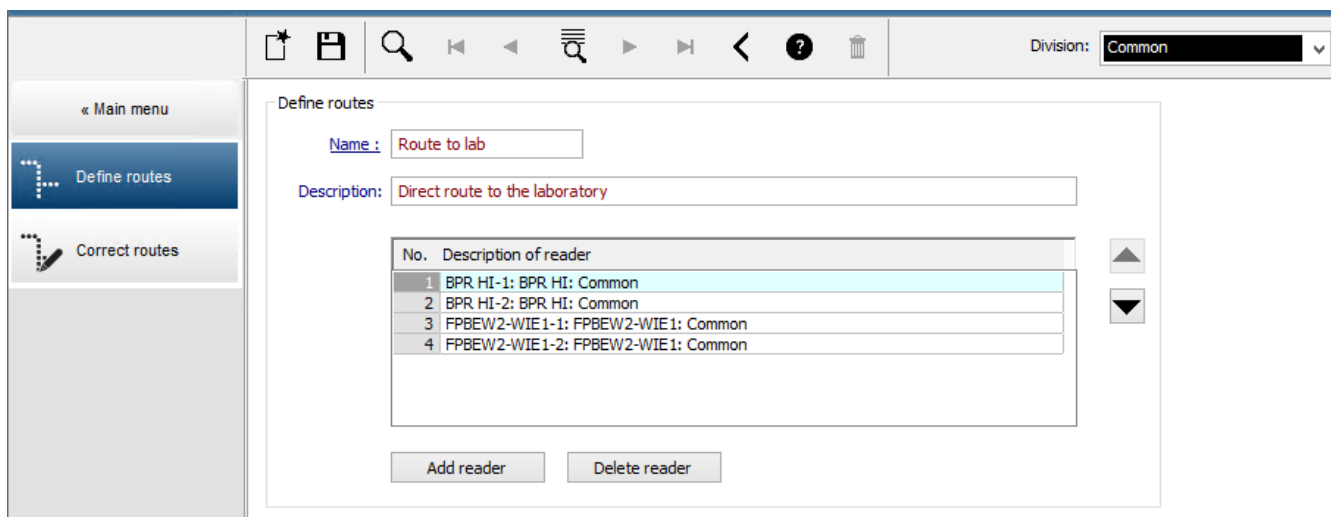 Division: Common
« Main menu
Define routes
Correct routes
Define routes
Name : Route to lab
Description: Direct route to the laboratory
No. Description of reader
1 BPR HI-1: BPR HI: Common
2 BPR HI-2: BPR HI: Common
3 FPBEW2-WIE1-1: FPBEW2-WIE1: Common
4 FPBEW2-WIE1-2: FPBEW2-WIE1: Common
Add reader Delete reader